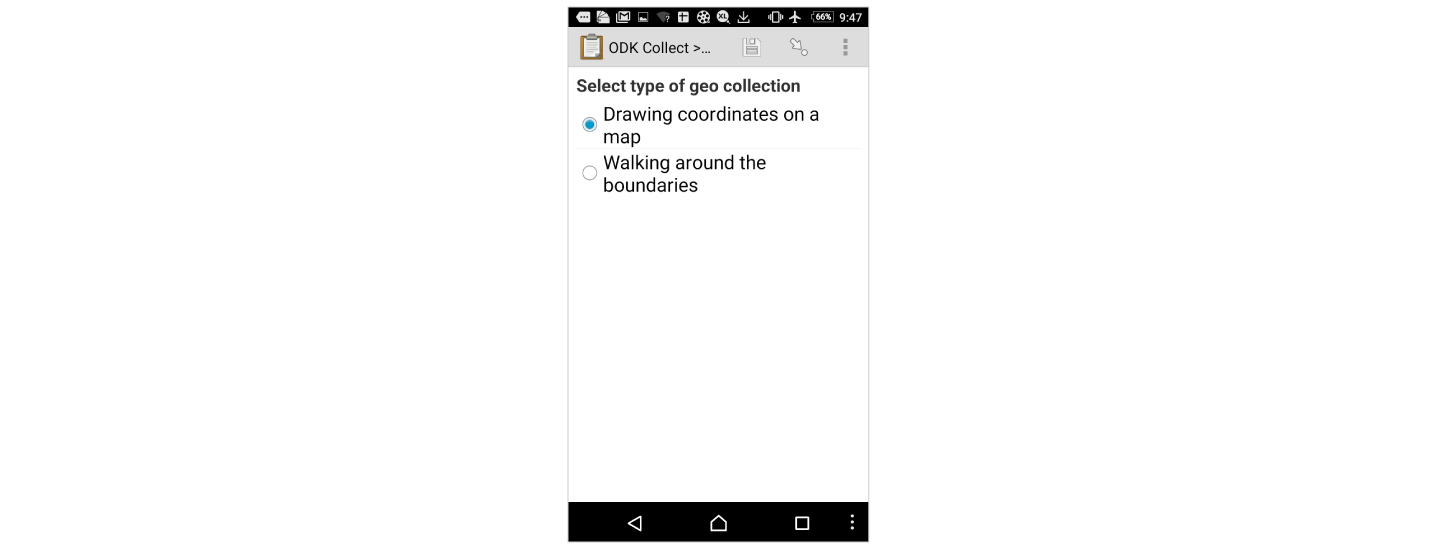 66% 9:47
ODK Collect >...
Select type of geo collection
Drawing coordinates on a
map
Walking around the
boundaries